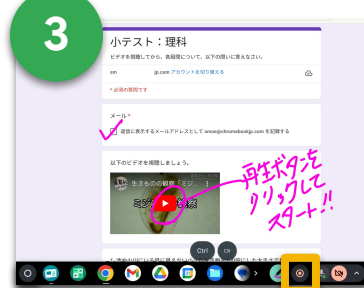 3
小テスト：理科
ビデオを視聴してから、各設問について、以下の問いに答えなさい。
jp.com アカウントを切り替える
* 必須の質問です
メール *
返信に表示するメールアドレスとして smoe@chromebookjp.com を記録する
以下のビデオを視聴しましょう。
生きものの観察「ミジ…
再生ボタンを
クリックして
スタート!!
Ctrl